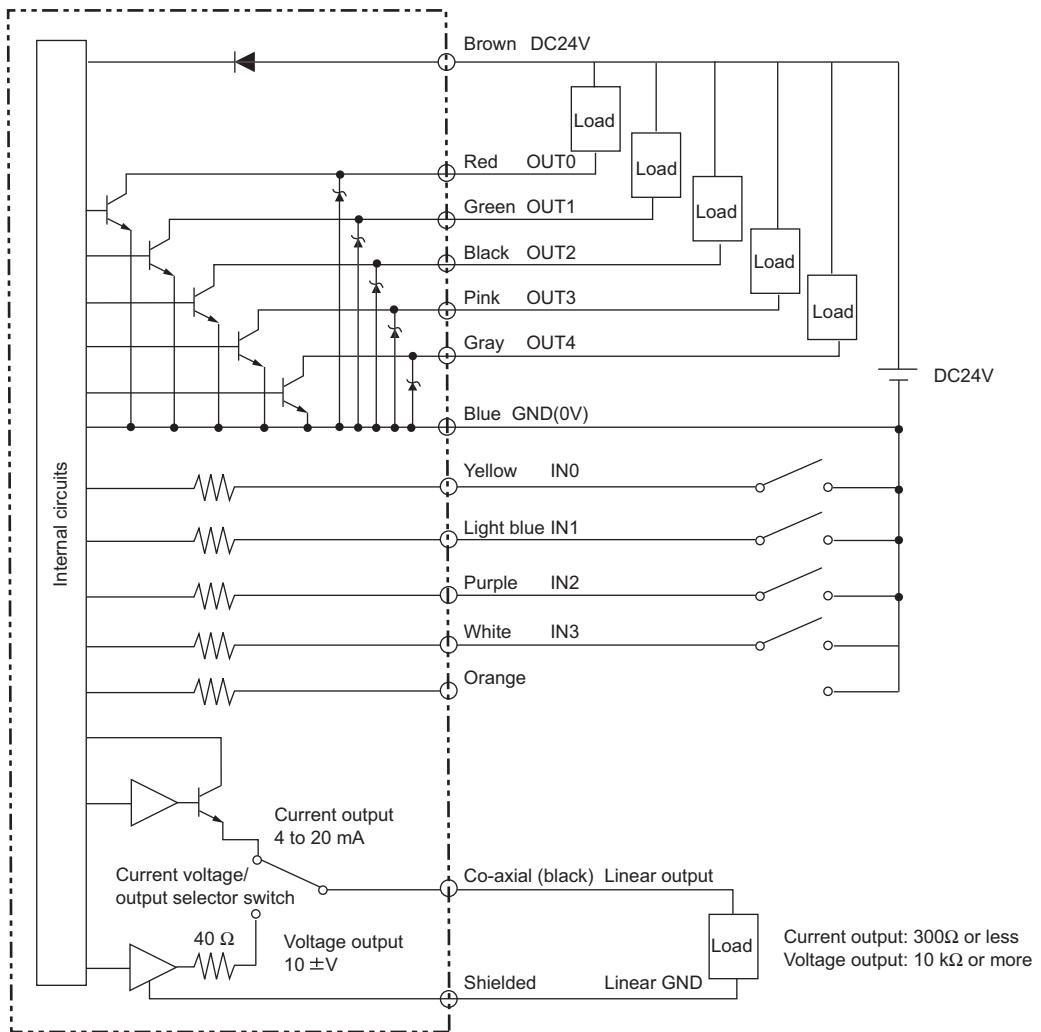 Brown DC24V
Load
Red OUT0
Load
Green OUT1
Load
Black OUT2
Load
Pink OUT3
Load
Gray OUT4
DC24V
Blue GND(0V)
Internal circuits
Yellow IN0
Light blue IN1
Purple IN2
White IN3
Orange
Current output
4 to 20 mA
Current voltage/
output selector switch
Co-axial (black) Linear output
40 Ω
Voltage output
10 ±V
Load
Current output: 300Ω or less
Voltage output: 10 kΩ or more
Shielded Linear GND